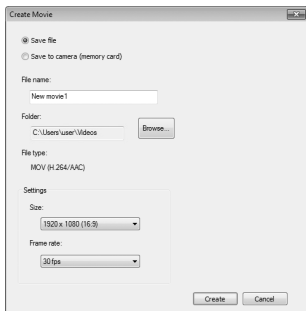 Create Movie
Save file
Save to camera (memory card)
File name:
New movie1
Folder:
C:\Users\user\Videos
Browse...
File type:
MOV (H.264/AAC)
Settings
Size:
1920 x 1080 (16:9)
Frame rate:
30 fps
Create Cancel